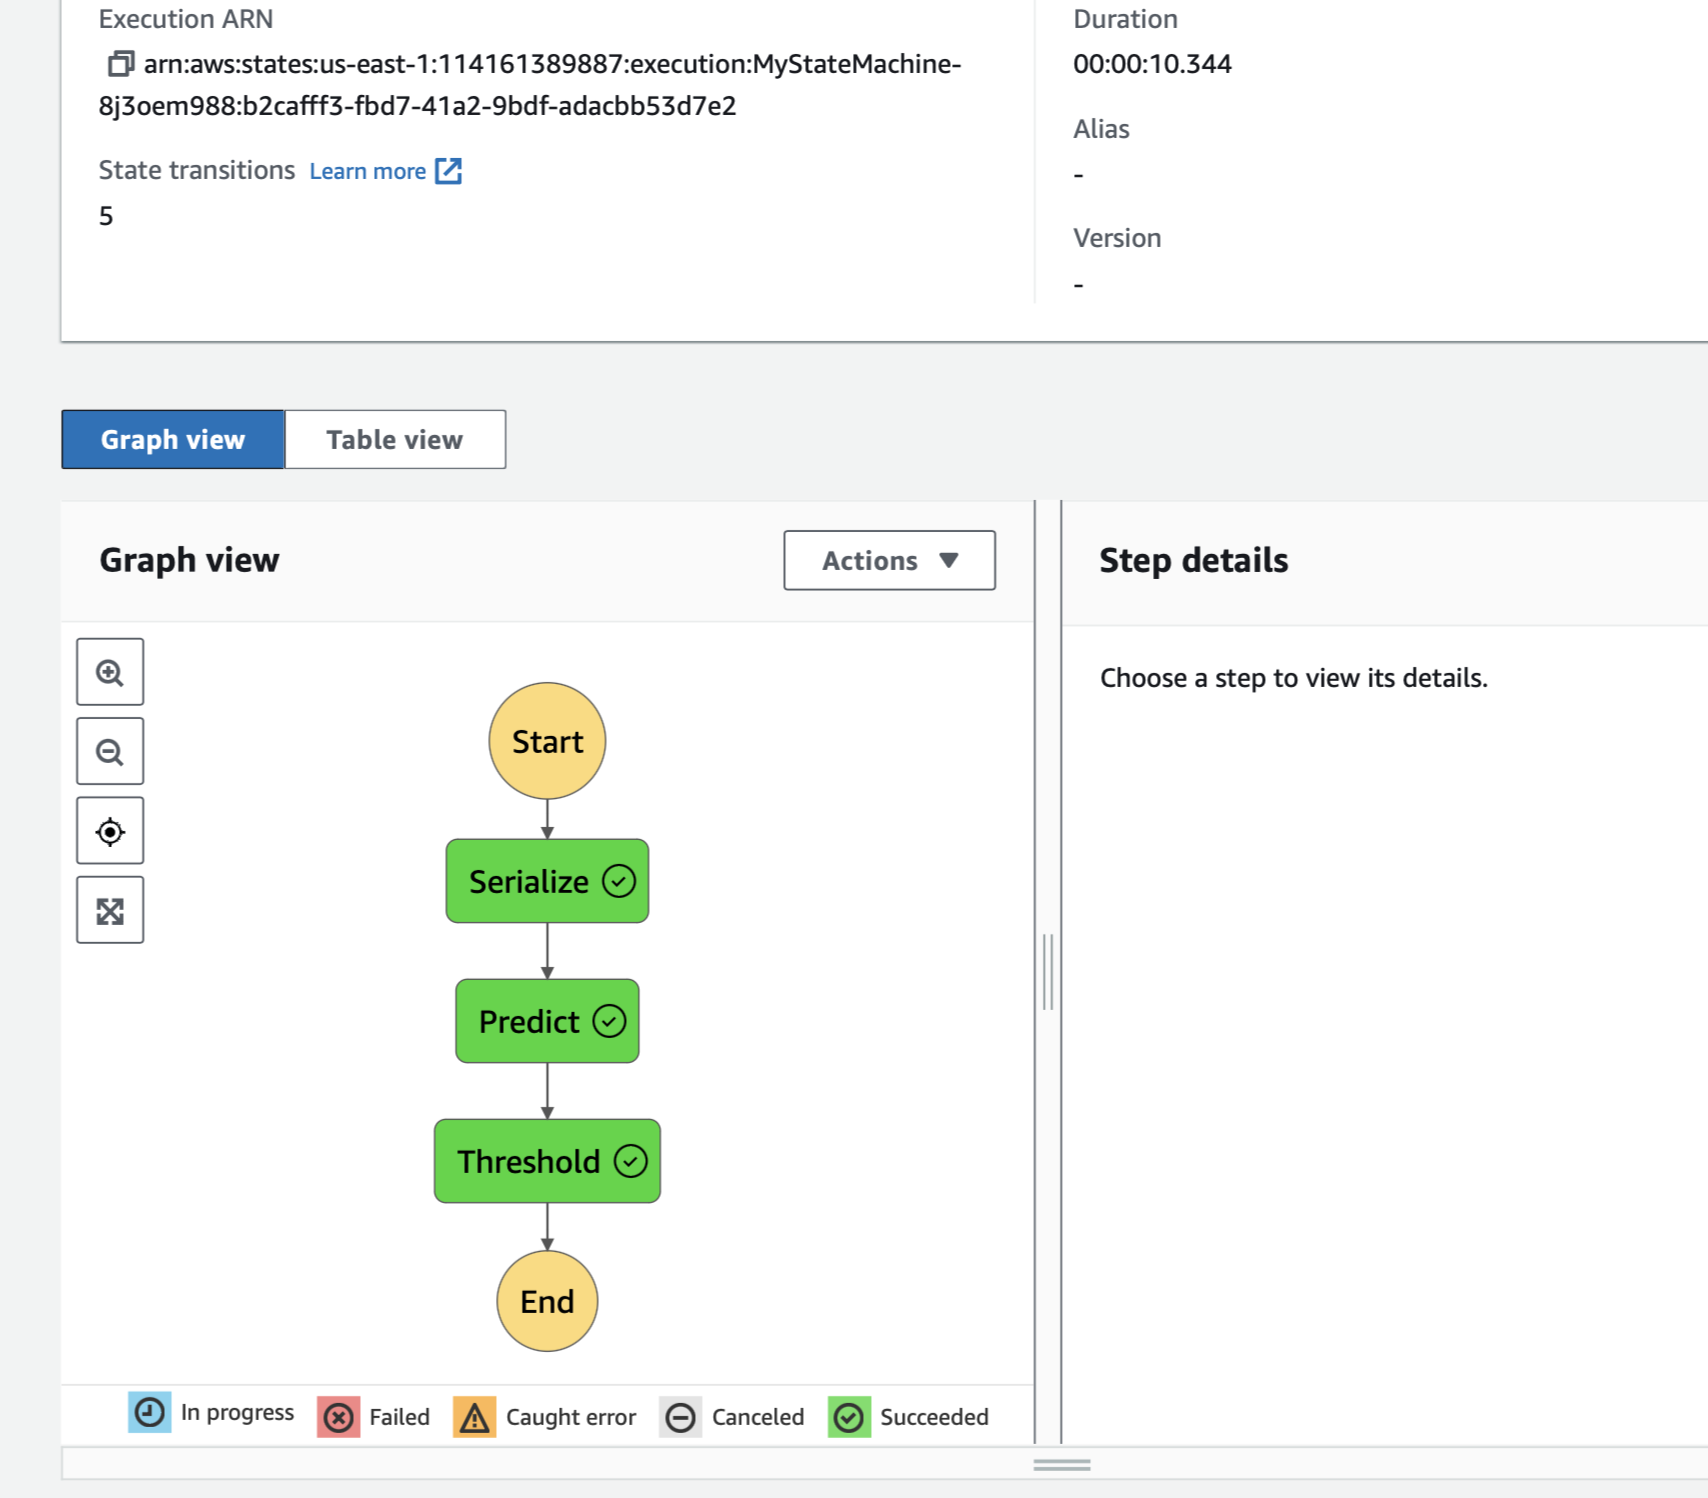 Execution ARN
arn:aws:states:us-east-1:114161389887:execution:MyStateMachine-
8j3oem988:b2cafff3-fbd7-41a2-9bdf-adacbb53d7e2
State transitions Learn more
5
Duration
00:00:10.344
Alias
-
Version
-
Graph view
Table view
Graph view
Actions
Start
Serialize
Predict
Threshold
End
In progress
Failed
Caught error
Canceled
Succeeded
Step details
Choose a step to view its details.